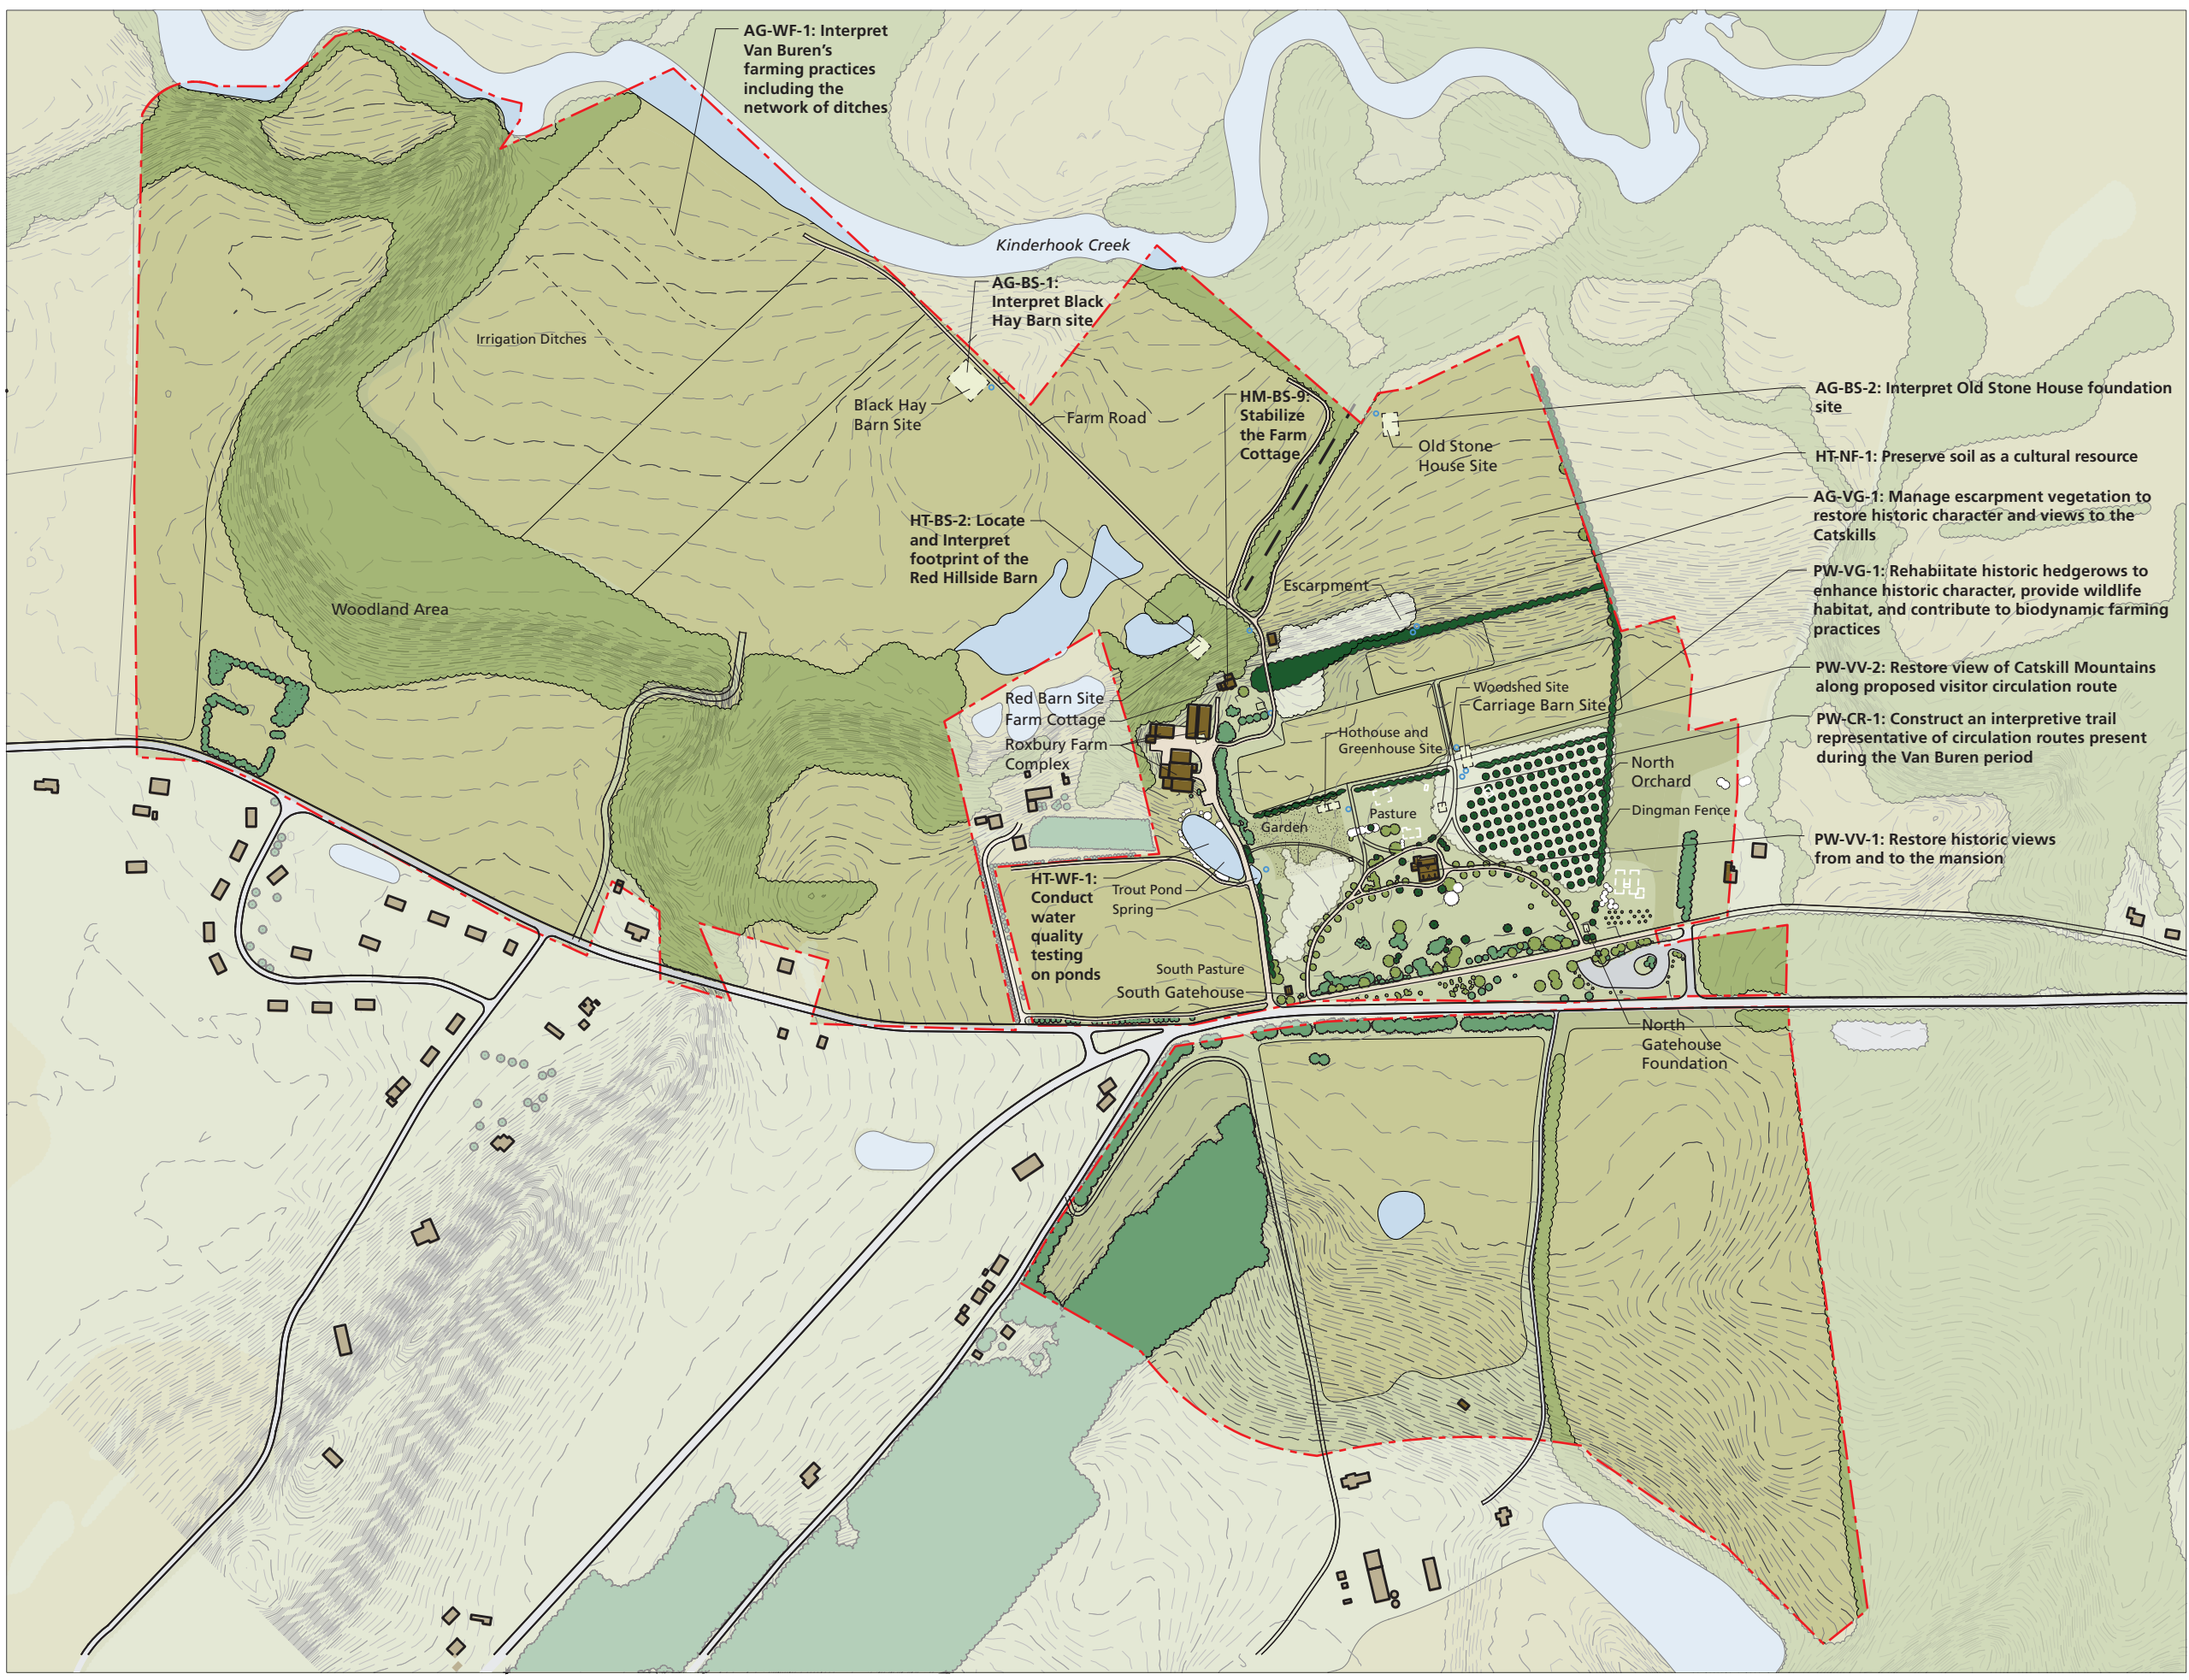 AG-WF-1: Interpret
Van Buren’s
farming practices
including the
network of ditches
Kinderhook Creek
AG-BS-1:
Interpret Black
Hay Barn site
Irrigation Ditches
Black Hay
Barn Site
Farm Road
HM-BS-9:
Stabilize
the Farm
Cottage
Old Stone
House Site
AG-BS-2: Interpret Old Stone House foundation
site
HT-NF-1: Preserve soil as a cultural resource
AG-VG-1: Manage escarpment vegetation to
restore historic character and views to the
Catskills
HT-BS-2: Locate
and Interpret
footprint of the
Red Hillside Barn
Escarpment
PW-VG-1: Rehabiitate historic hedgerows to
enhance historic character, provide wildlife
habitat, and contribute to biodynamic farming
practices
Woodland Area
PW-VV-2: Restore view of Catskill Mountains
along proposed visitor circulation route
Red Barn Site
Farm Cottage
Roxbury Farm
Complex
Woodshed Site
Carriage Barn Site
Hothouse and
Greenhouse Site
PW-CR-1: Construct an interpretive trail
representative of circulation routes present
during the Van Buren period
North
Orchard
Dingman Fence
Garden
Pasture
PW-VV-1: Restore historic views
from and to the mansion
HT-WF-1:
Conduct
water
quality
testing
on ponds
Trout Pond
Spring
South Pasture
South Gatehouse
North
Gatehouse
Foundation